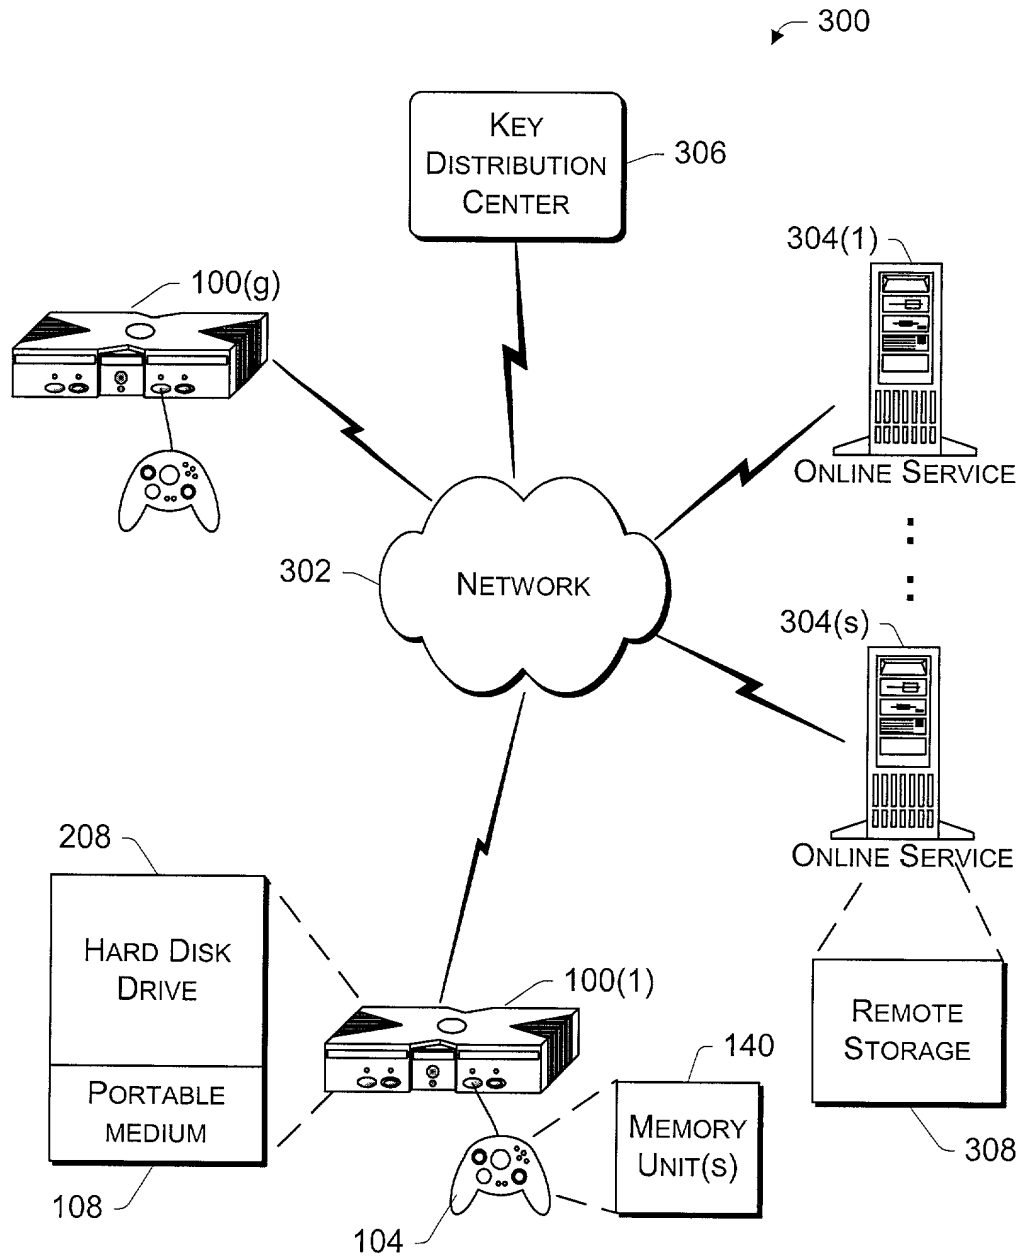 300
KEY
DISTRIBUTION
CENTER
306
304(1)
100(g)
ONLINE SERVICE
302
NETWORK
304(s)
ONLINE SERVICE
208
HARD DISK
DRIVE
PORTABLE
MEDIUM
108
100(1)
140
MEMORY
UNIT(S)
104
REMOTE
STORAGE
308